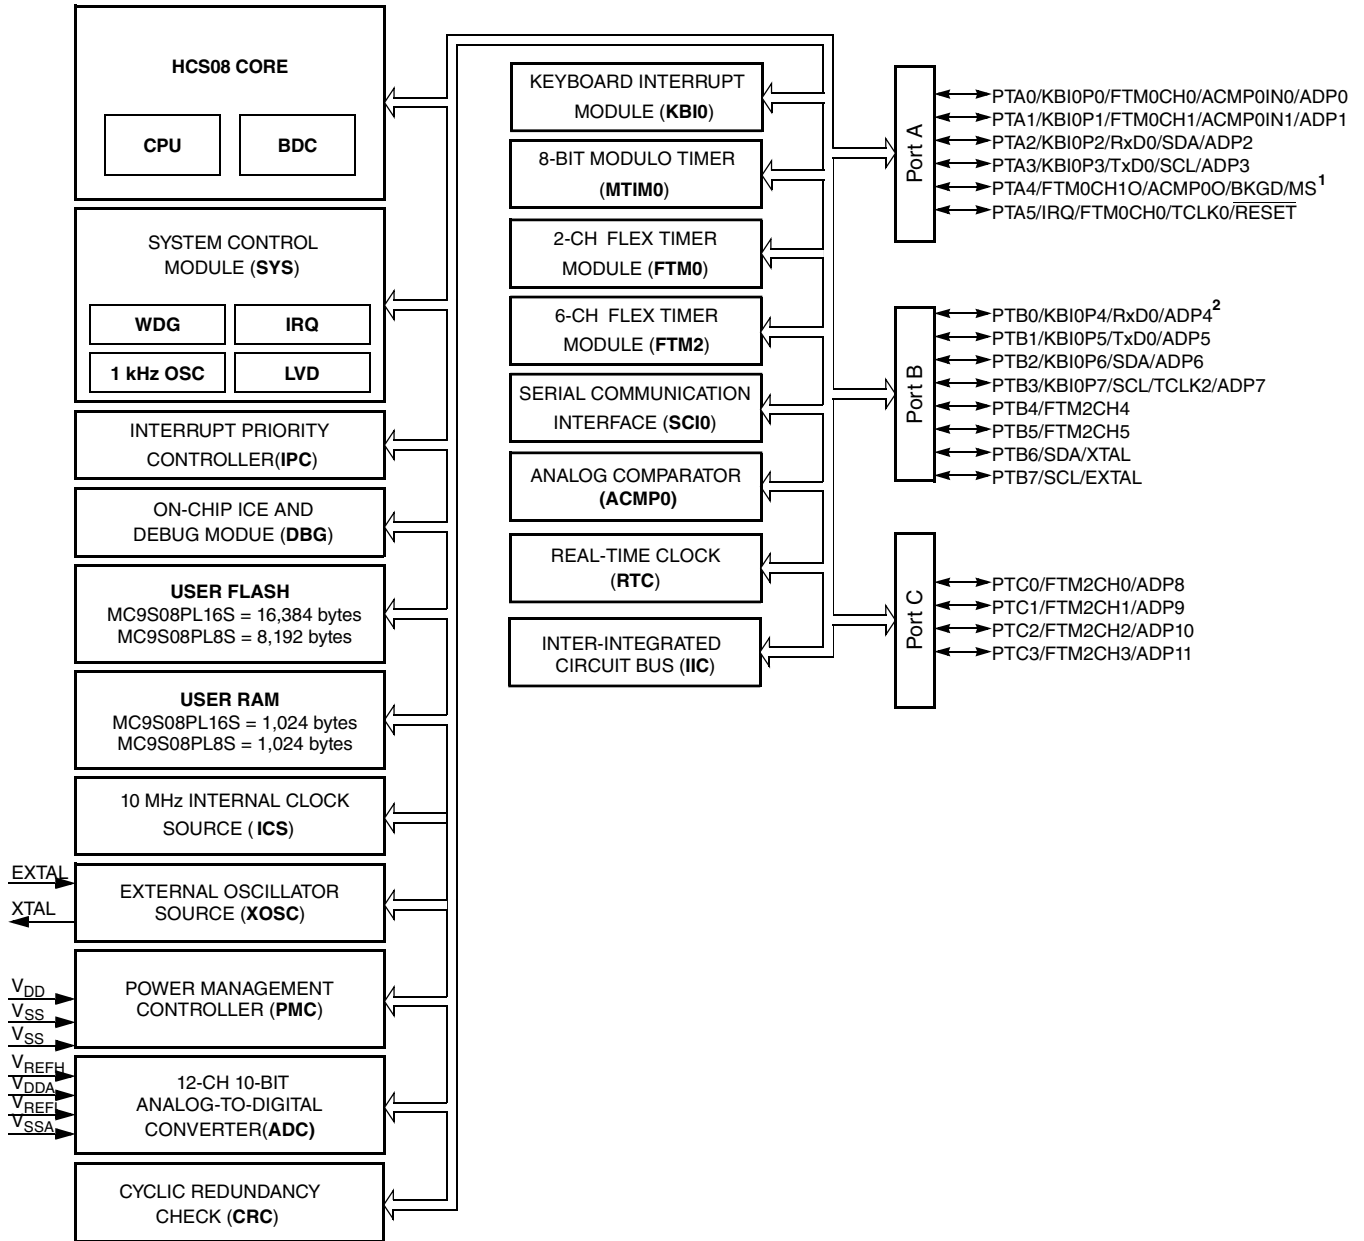 HCS08 CORE
CPU
BDC
SYSTEM CONTROL
MODULE (SYS)
WDG
IRQ
1 kHz OSC
LVD
INTERRUPT PRIORITY
CONTROLLER(IPC)
ON-CHIP ICE AND
DEBUG MODUE (DBG)
USER FLASH
MC9S08PL16S = 16,384 bytes
MC9S08PL8S = 8,192 bytes
USER RAM
MC9S08PL16S = 1,024 bytes
MC9S08PL8S = 1,024 bytes
10 MHz INTERNAL CLOCK
SOURCE ( ICS)
EXTAL
XTAL
EXTERNAL OSCILLATOR
SOURCE (XOSC)
VDD
VSS
VSS
POWER MANAGEMENT
CONTROLLER (PMC)
VREFH
VDDA
VREFL
VSSA
12-CH 10-BIT
ANALOG-TO-DIGITAL
CONVERTER(ADC)
CYCLIC REDUNDANCY
CHECK (CRC)
KEYBOARD INTERRUPT
MODULE (KBI0)
8-BIT MODULO TIMER
(MTIM0)
2-CH FLEX TIMER
MODULE (FTM0)
6-CH FLEX TIMER
MODULE (FTM2)
SERIAL COMMUNICATION
INTERFACE (SCI0)
ANALOG COMPARATOR
(ACMP0)
REAL-TIME CLOCK
(RTC)
INTER-INTEGRATED
CIRCUIT BUS (IIC)
Port A
PTA0/KBI0P0/FTM0CH0/ACMP0IN0/ADP0
PTA1/KBI0P1/FTM0CH1/ACMP0IN1/ADP1
PTA2/KBI0P2/RxD0/SDA/ADP2
PTA3/KBI0P3/TxD0/SCL/ADP3
PTA4/FTM0CH1O/ACMP0O/BKGD/MS1
PTA5/IRQ/FTM0CH0/TCLK0/RESET
Port B
PTB0/KBI0P4/RxD0/ADP42
PTB1/KBI0P5/TxD0/ADP5
PTB2/KBI0P6/SDA/ADP6
PTB3/KBI0P7/SCL/TCLK2/ADP7
PTB4/FTM2CH4
PTB5/FTM2CH5
PTB6/SDA/XTAL
PTB7/SCL/EXTAL
Port C
PTC0/FTM2CH0/ADP8
PTC1/FTM2CH1/ADP9
PTC2/FTM2CH2/ADP10
PTC3/FTM2CH3/ADP11